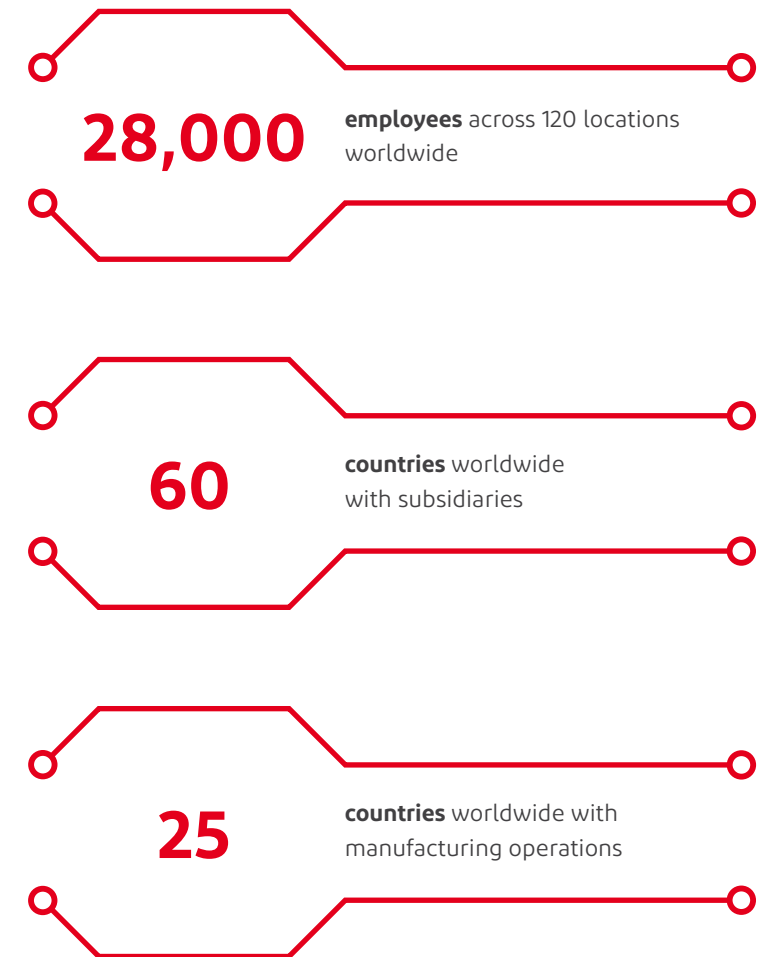 28,000
employees across 120 locations
worldwide
60
countries worldwide
with subsidiaries
25
countries worldwide with
manufacturing operations